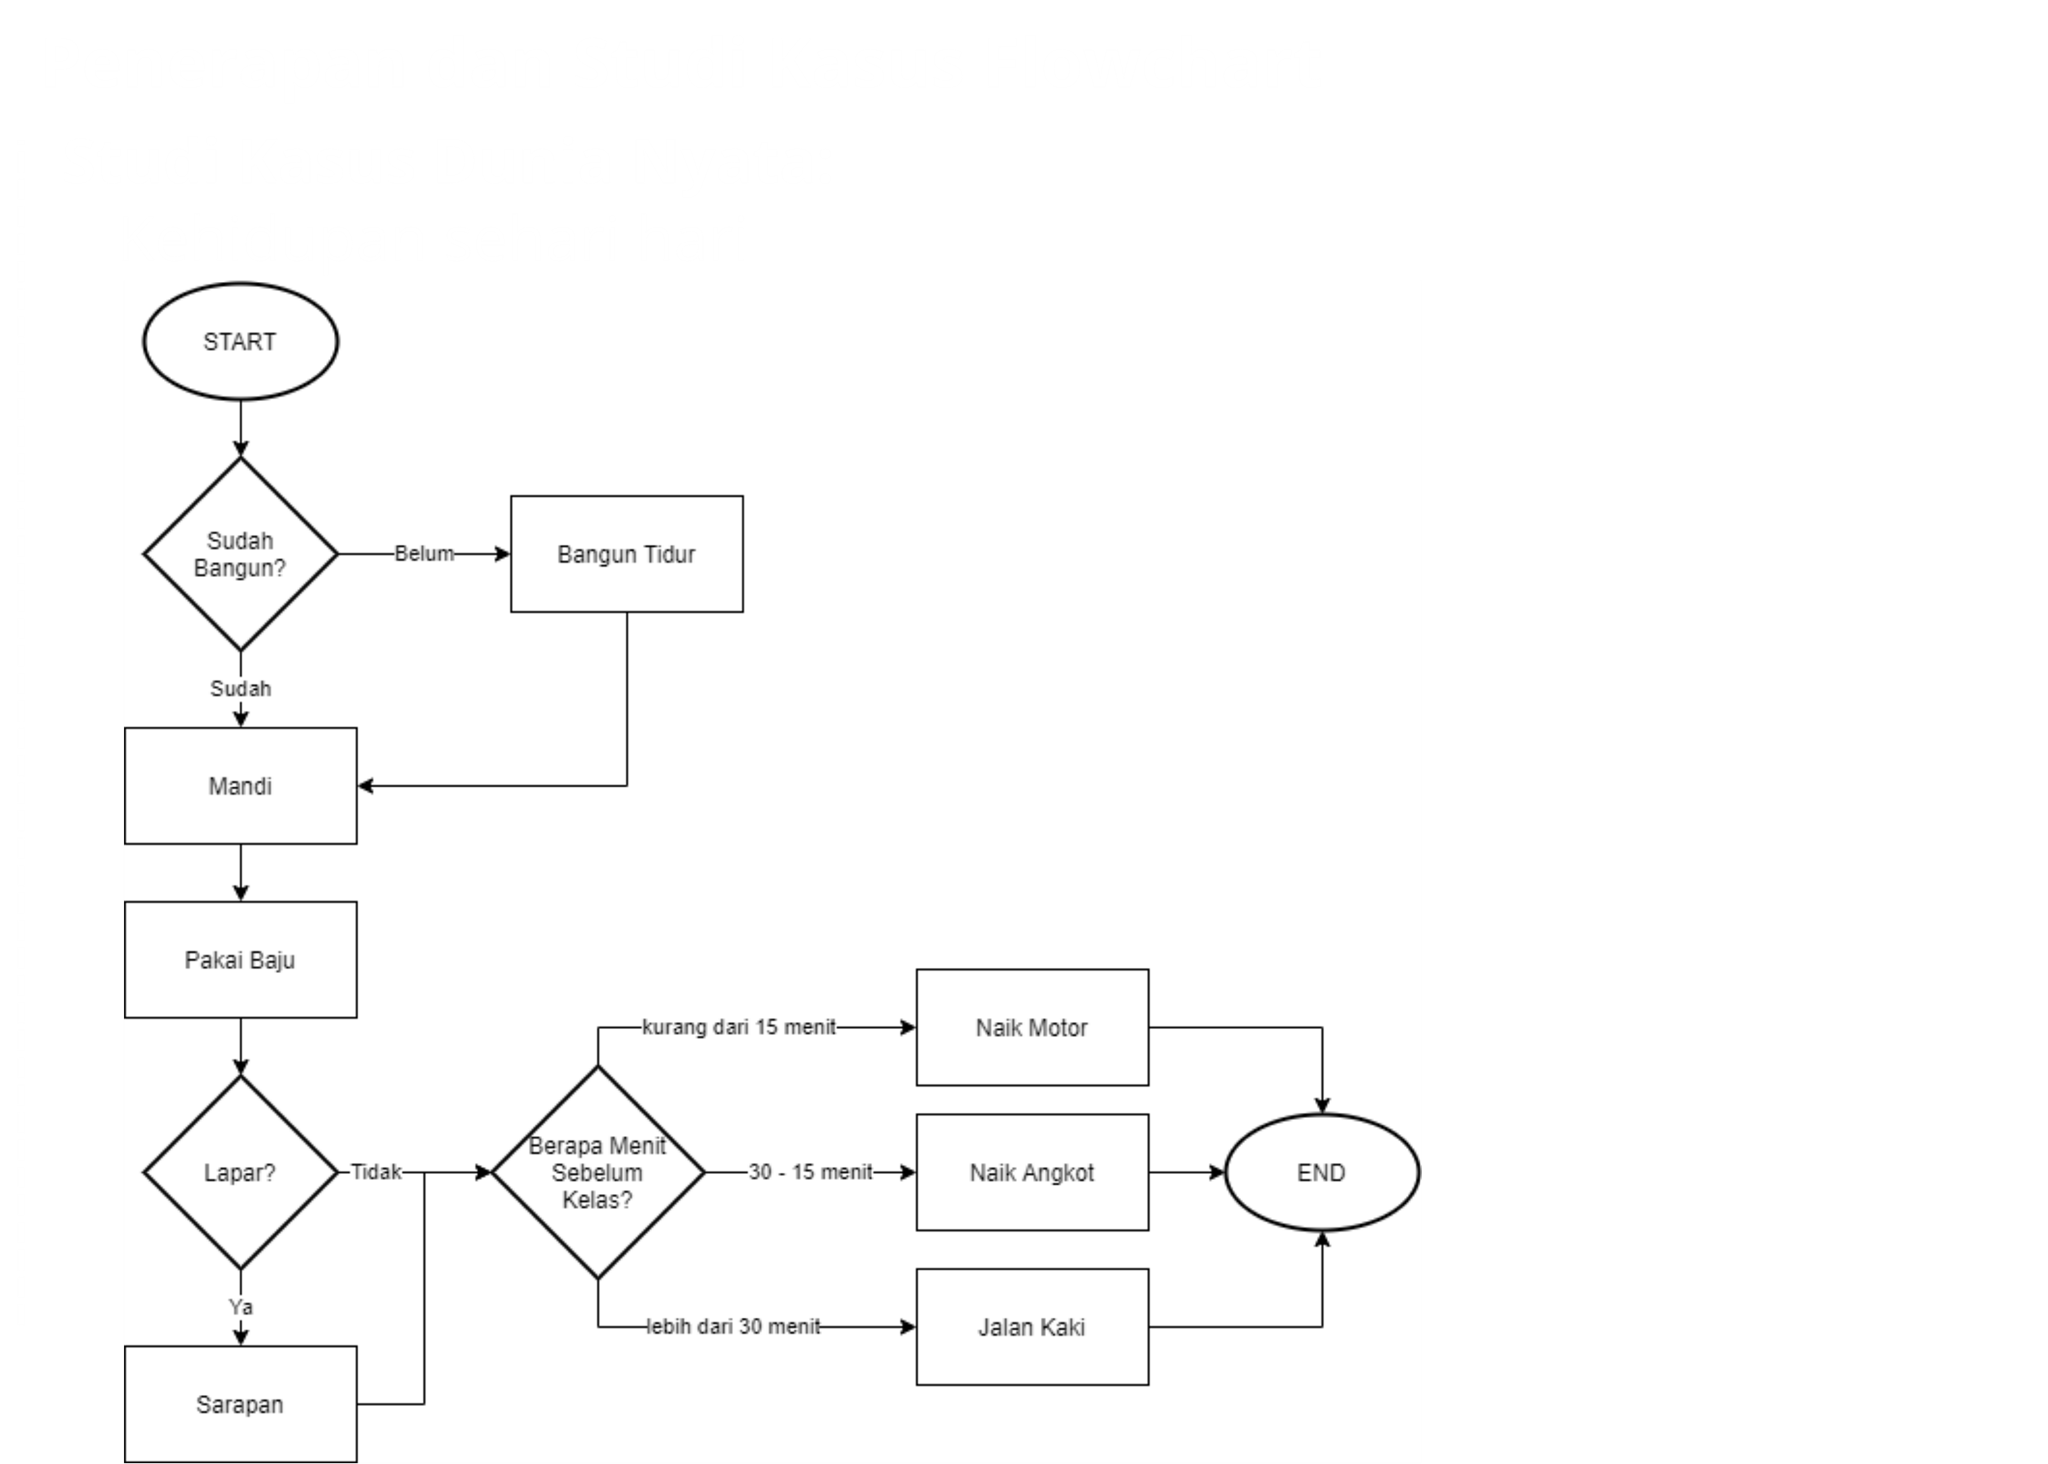 START
Sudah
Bangun?
Belum
Bangun Tidur
Sudah
Mandi
Pakai Baju
Lapar?
Tidak
Ya
Sarapan
Berapa Menit
Sebelum
Kelas?
kurang dari 15 menit
Naik Motor
30 - 15 menit
Naik Angkot
lebih dari 30 menit
Jalan Kaki
END